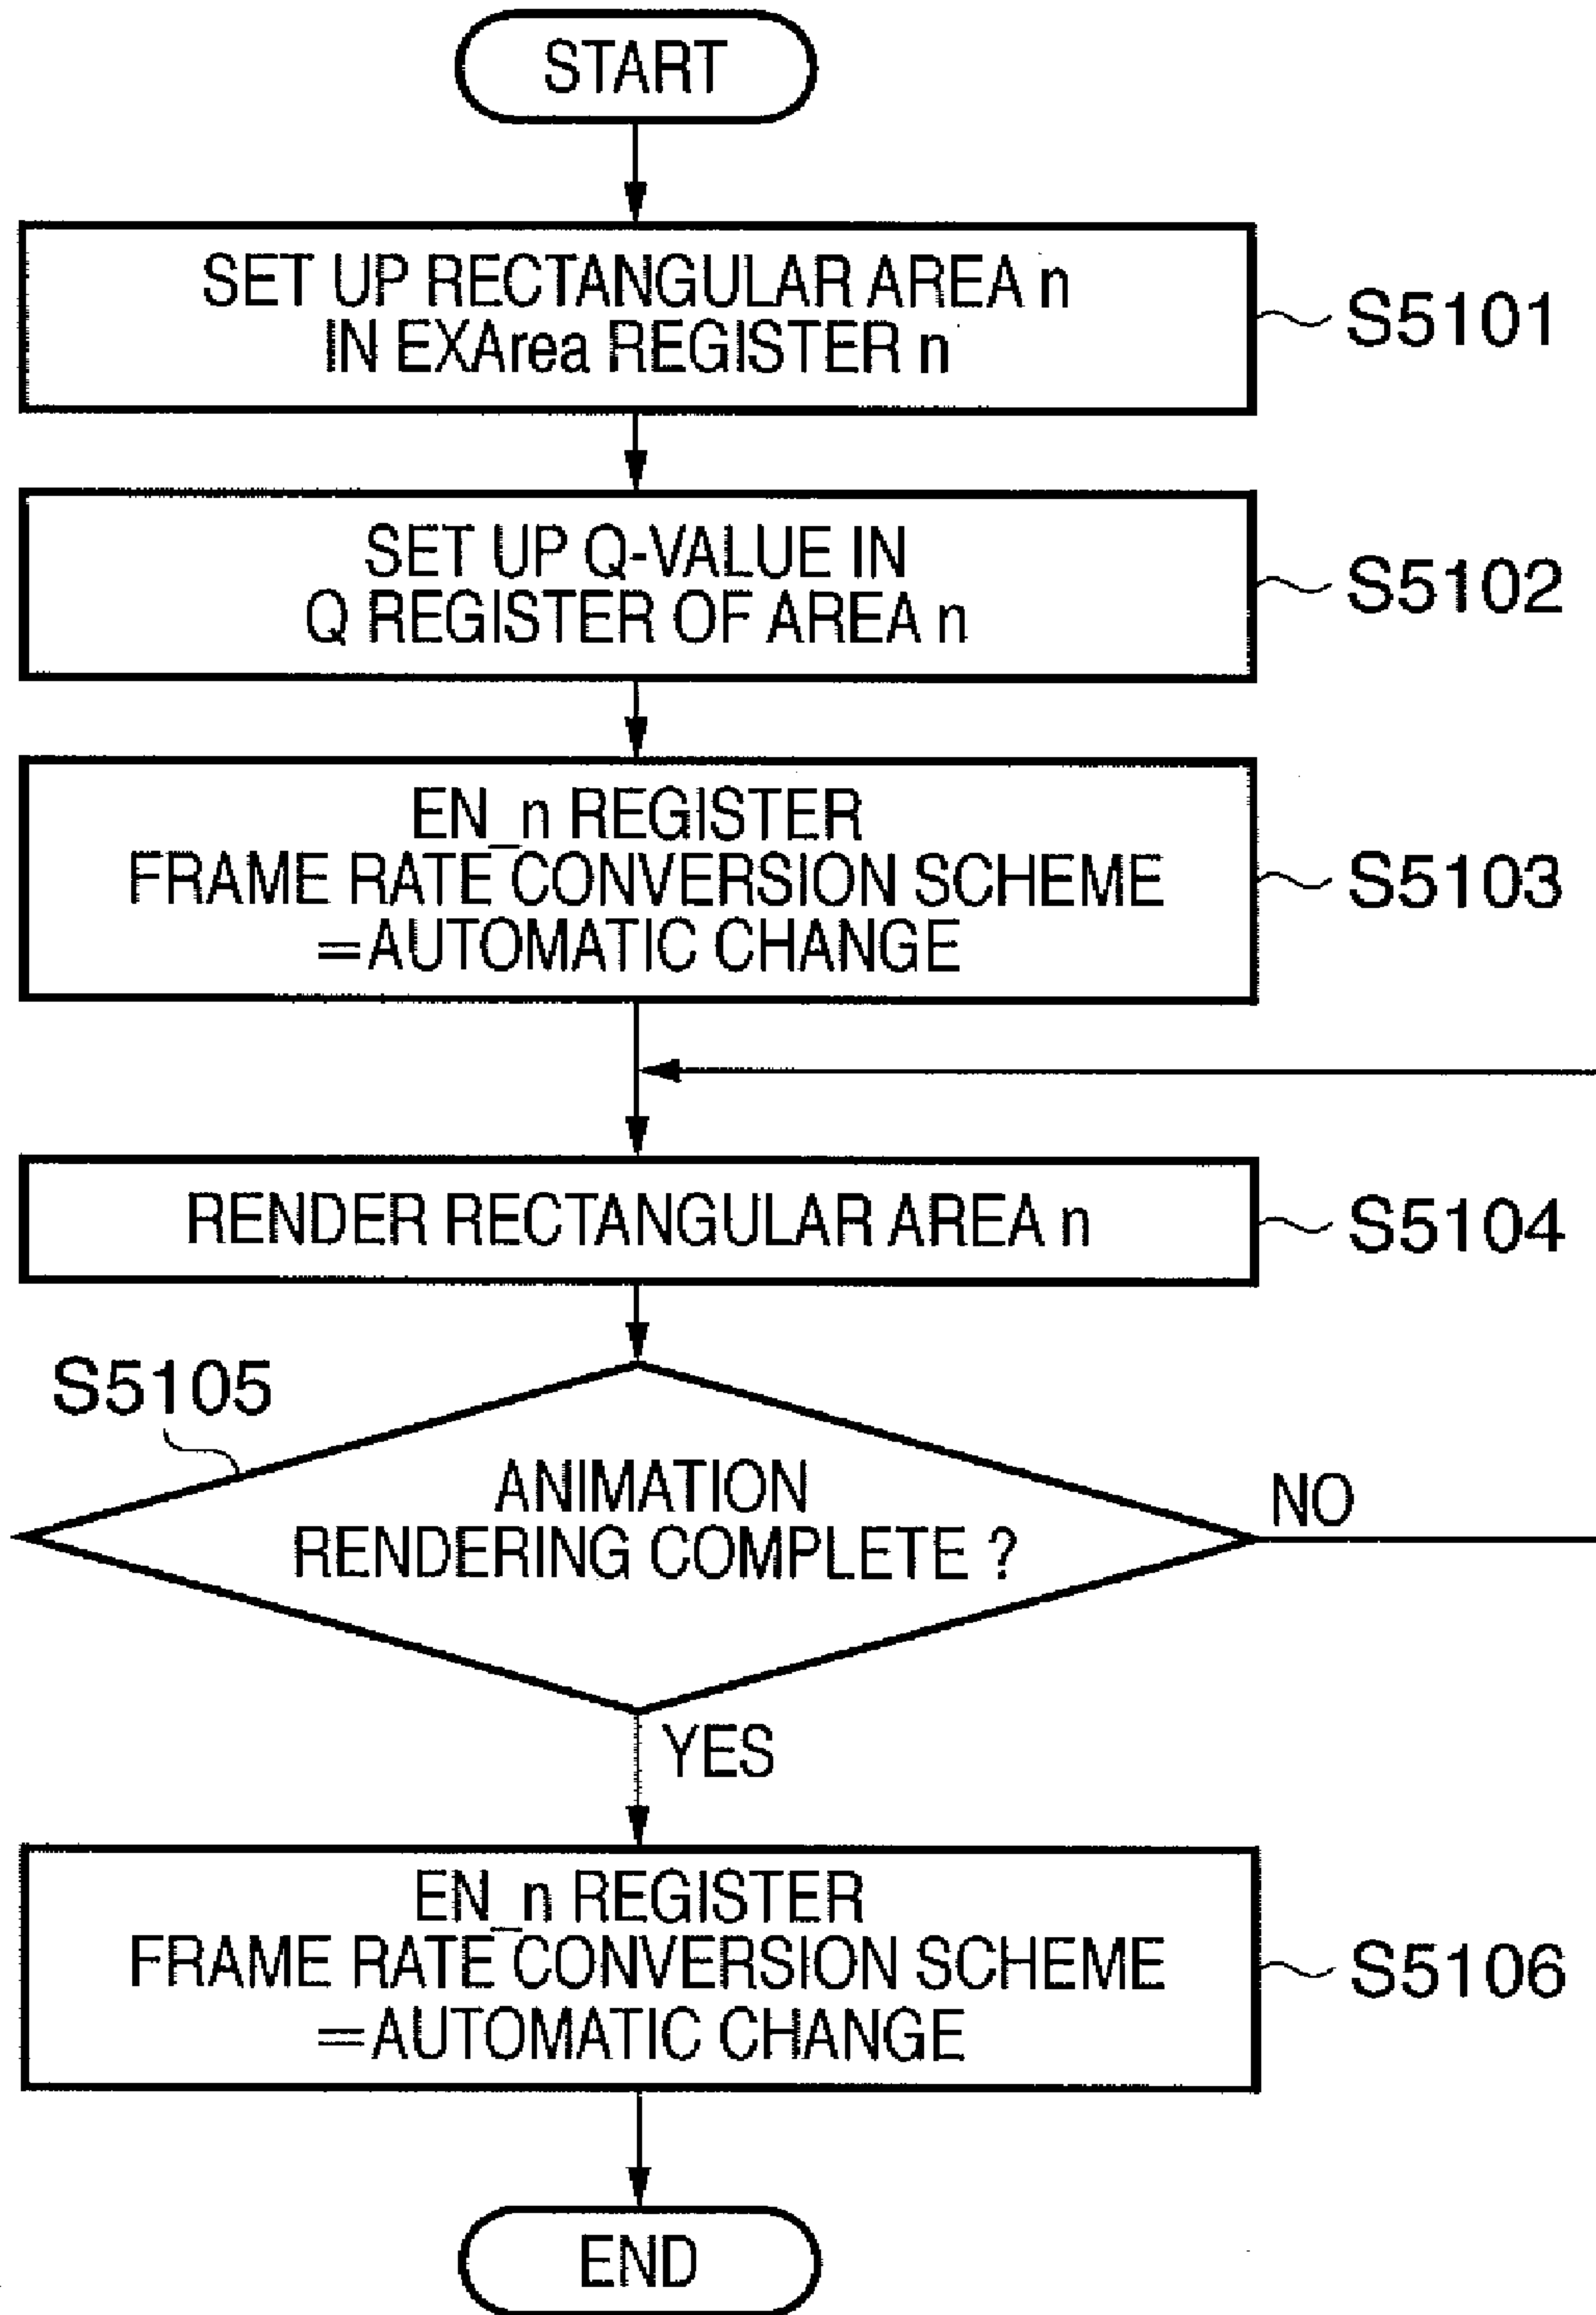 START
SET UP RECTANGULAR AREA n
IN EXArea REGISTER n
S5101
SET UP Q-VALUE IN
Q REGISTER OF AREA n
S5102
EN_n REGISTER
FRAME RATE CONVERSION SCHEME
=AUTOMATIC CHANGE
S5103
RENDER RECTANGULAR AREA n
S5104
S5105
ANIMATION
RENDERING COMPLETE ?
NO
YES
EN_n REGISTER
FRAME RATE CONVERSION SCHEME
=AUTOMATIC CHANGE
S5106
END